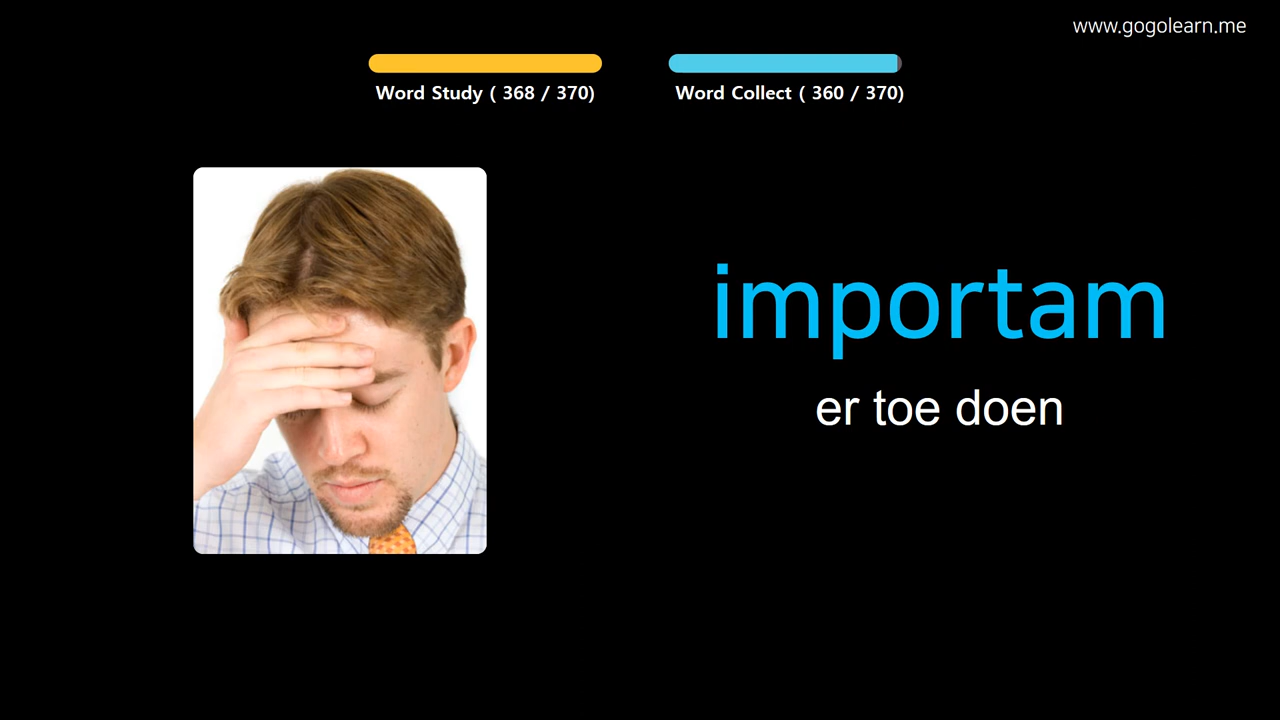 www.gogolearn.me
Word Study ( 368 / 370)
Word Collect ( 360 / 370)
importam
er toe doen